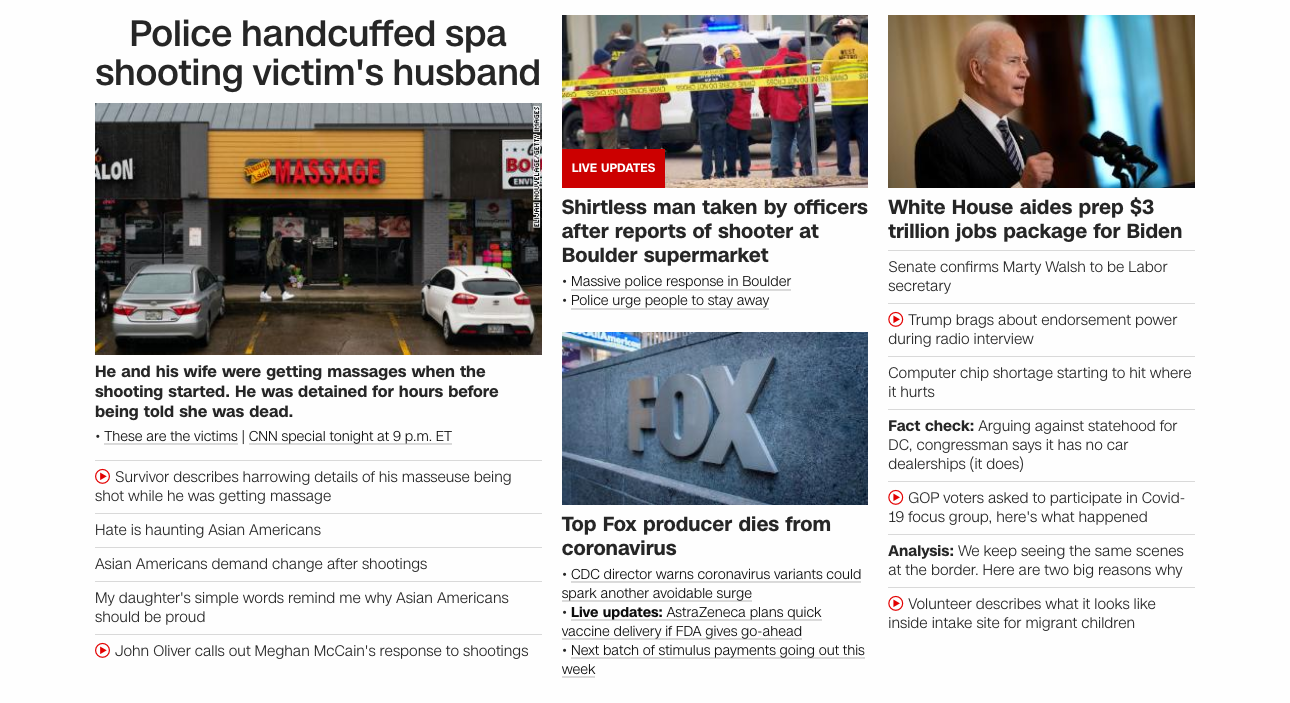 Police handcuffed spa
shooting victim's husband
ALON
Young
Asian
MASSAGE
BO
ENVI
ELIJAH NOUVELAGE/GETTY IMAGES
He and his wife were getting massages when the
shooting started. He was detained for hours before
being told she was dead.
• These are the victims | CNN special tonight at 9 p.m. ET
Survivor describes harrowing details of his masseuse being
shot while he was getting massage
Hate is haunting Asian Americans
Asian Americans demand change after shootings
My daughter's simple words remind me why Asian Americans
should be proud
John Oliver calls out Meghan McCain's response to shootings
WEST
METRO
LIVE UPDATES
Shirtless man taken by officers
after reports of shooter at
Boulder supermarket
• Massive police response in Boulder
• Police urge people to stay away
FOX
Top Fox producer dies from
coronavirus
• CDC director warns coronavirus variants could
spark another avoidable surge
• Live updates: AstraZeneca plans quick
vaccine delivery if FDA gives go-ahead
• Next batch of stimulus payments going out this
week
White House aides prep $3
trillion jobs package for Biden
Senate confirms Marty Walsh to be Labor
secretary
Trump brags about endorsement power
during radio interview
Computer chip shortage starting to hit where
it hurts
Fact check: Arguing against statehood for
DC, congressman says it has no car
dealerships (it does)
GOP voters asked to participate in Covid-
19 focus group, here's what happened
Analysis: We keep seeing the same scenes
at the border. Here are two big reasons why
Volunteer describes what it looks like
inside intake site for migrant children